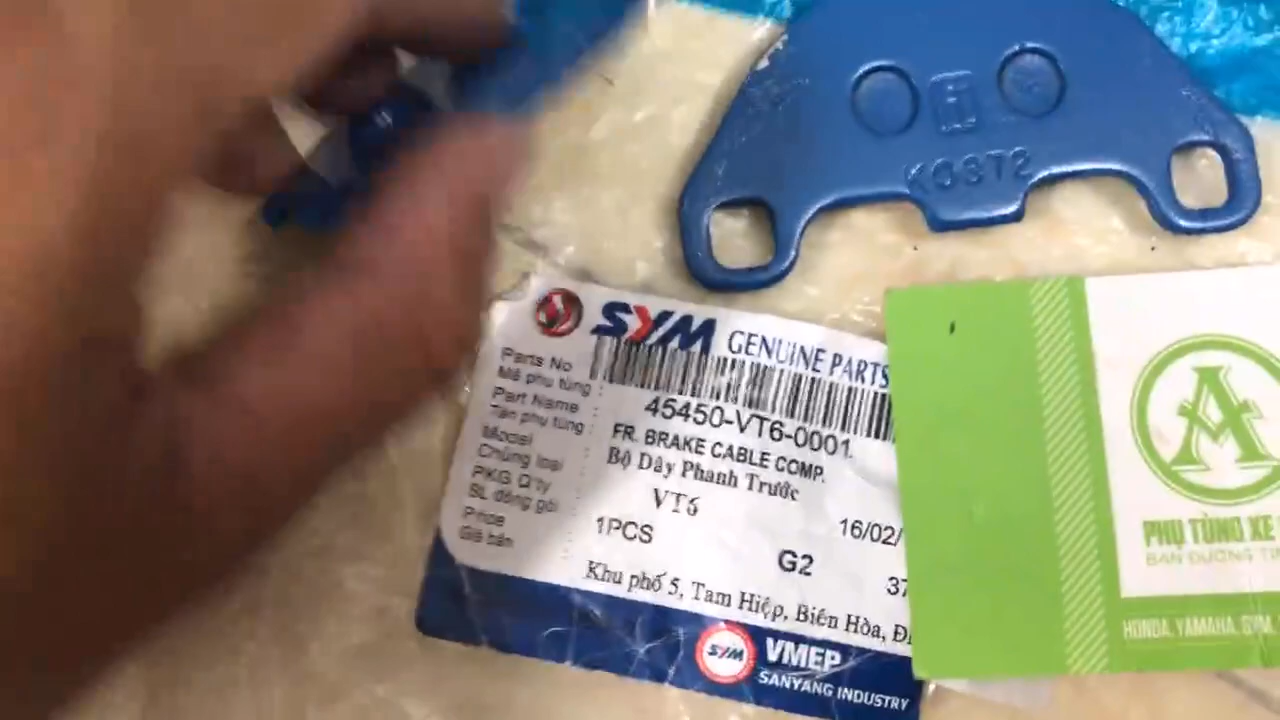 K03T2
SYM GENUINE PARTS
Parts No
Mã phụ tùng :
45450-VT6-0001
Part Name
Tên phụ tùng :
FR. BRAKE CABLE COMP.
Bộ Dây Phanh Trước
Model
Chủng loại
VT6
PKG Q'ty
SL đóng gói
1PCS
16/02/
Price
Giá bán
G2
37
Khu phố 5, Tam Hiệp, Biên Hòa,
SYM
VMEP
SANYANG INDUSTRY
A
PHỤ TÙNG XE
BẠN ĐƯỜNG
HONDA, YAMAHA, SYM